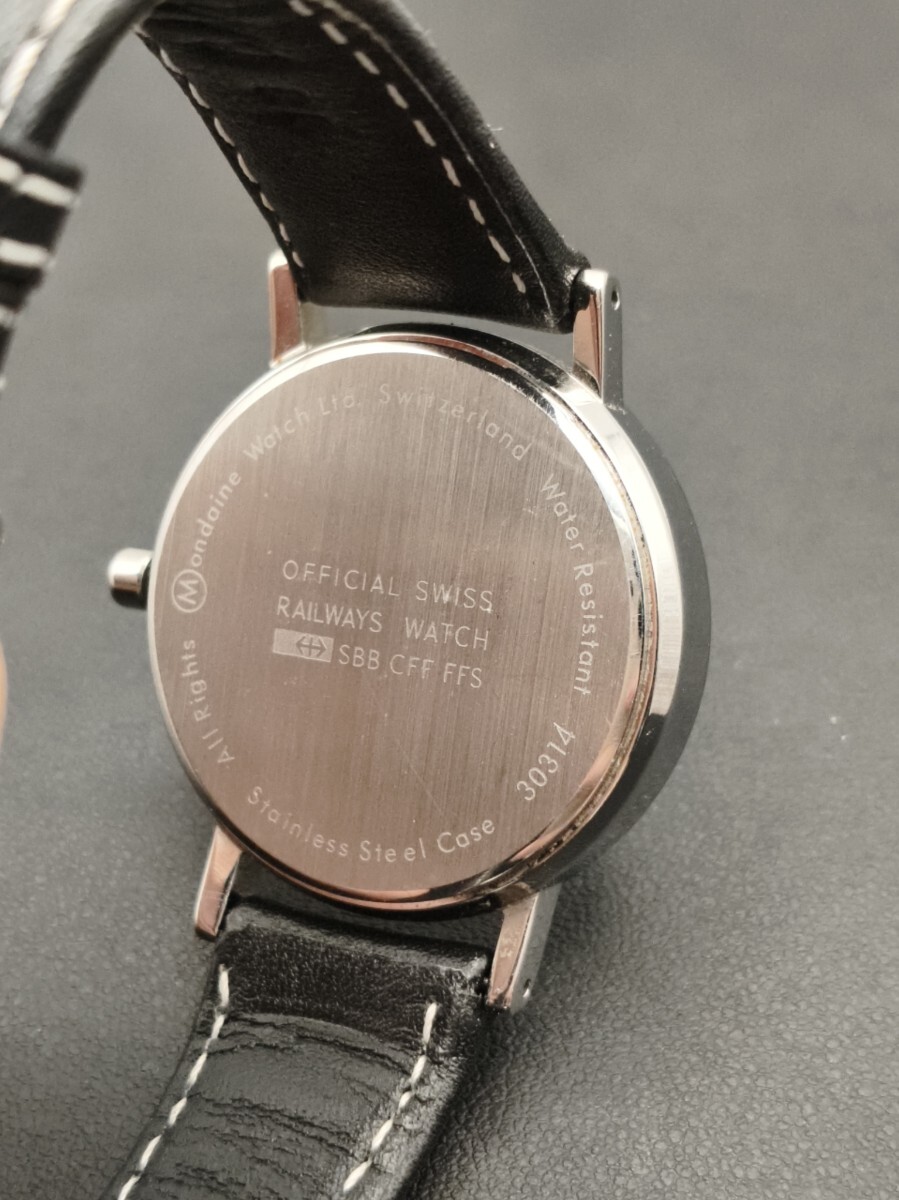 OFFICIAL SWISS
RAILWAYS WATCH
SBB CFF FFS
All Rights Mondaine Watch Ltd. Switzerland
Water Resistant
30314
Stainless Steel Case